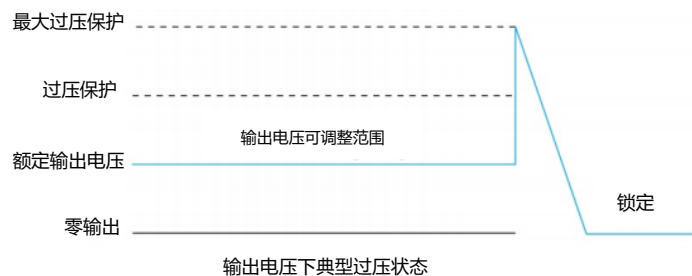 最大过压保护
过压保护
输出电压可调整范围
额定输出电压
锁定
零输出
输出电压下典型过压状态